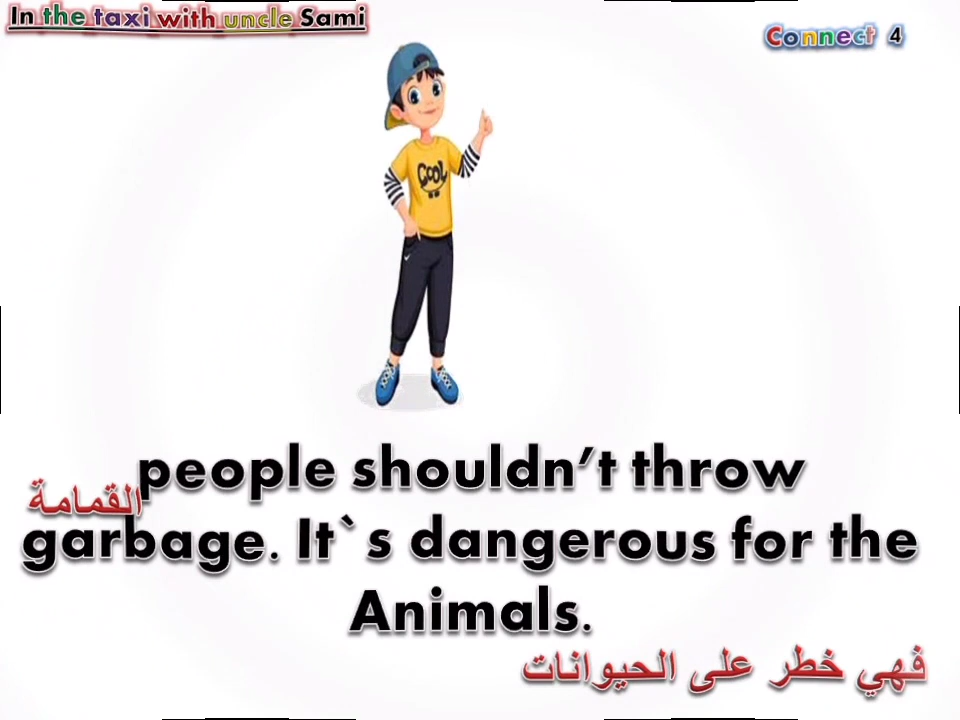 In the taxi with uncle Sami
Connect 4
COOL
people shouldn't throw
القمامة
garbage. It`s dangerous for the
Animals.
فهي خطر على الحيوانات